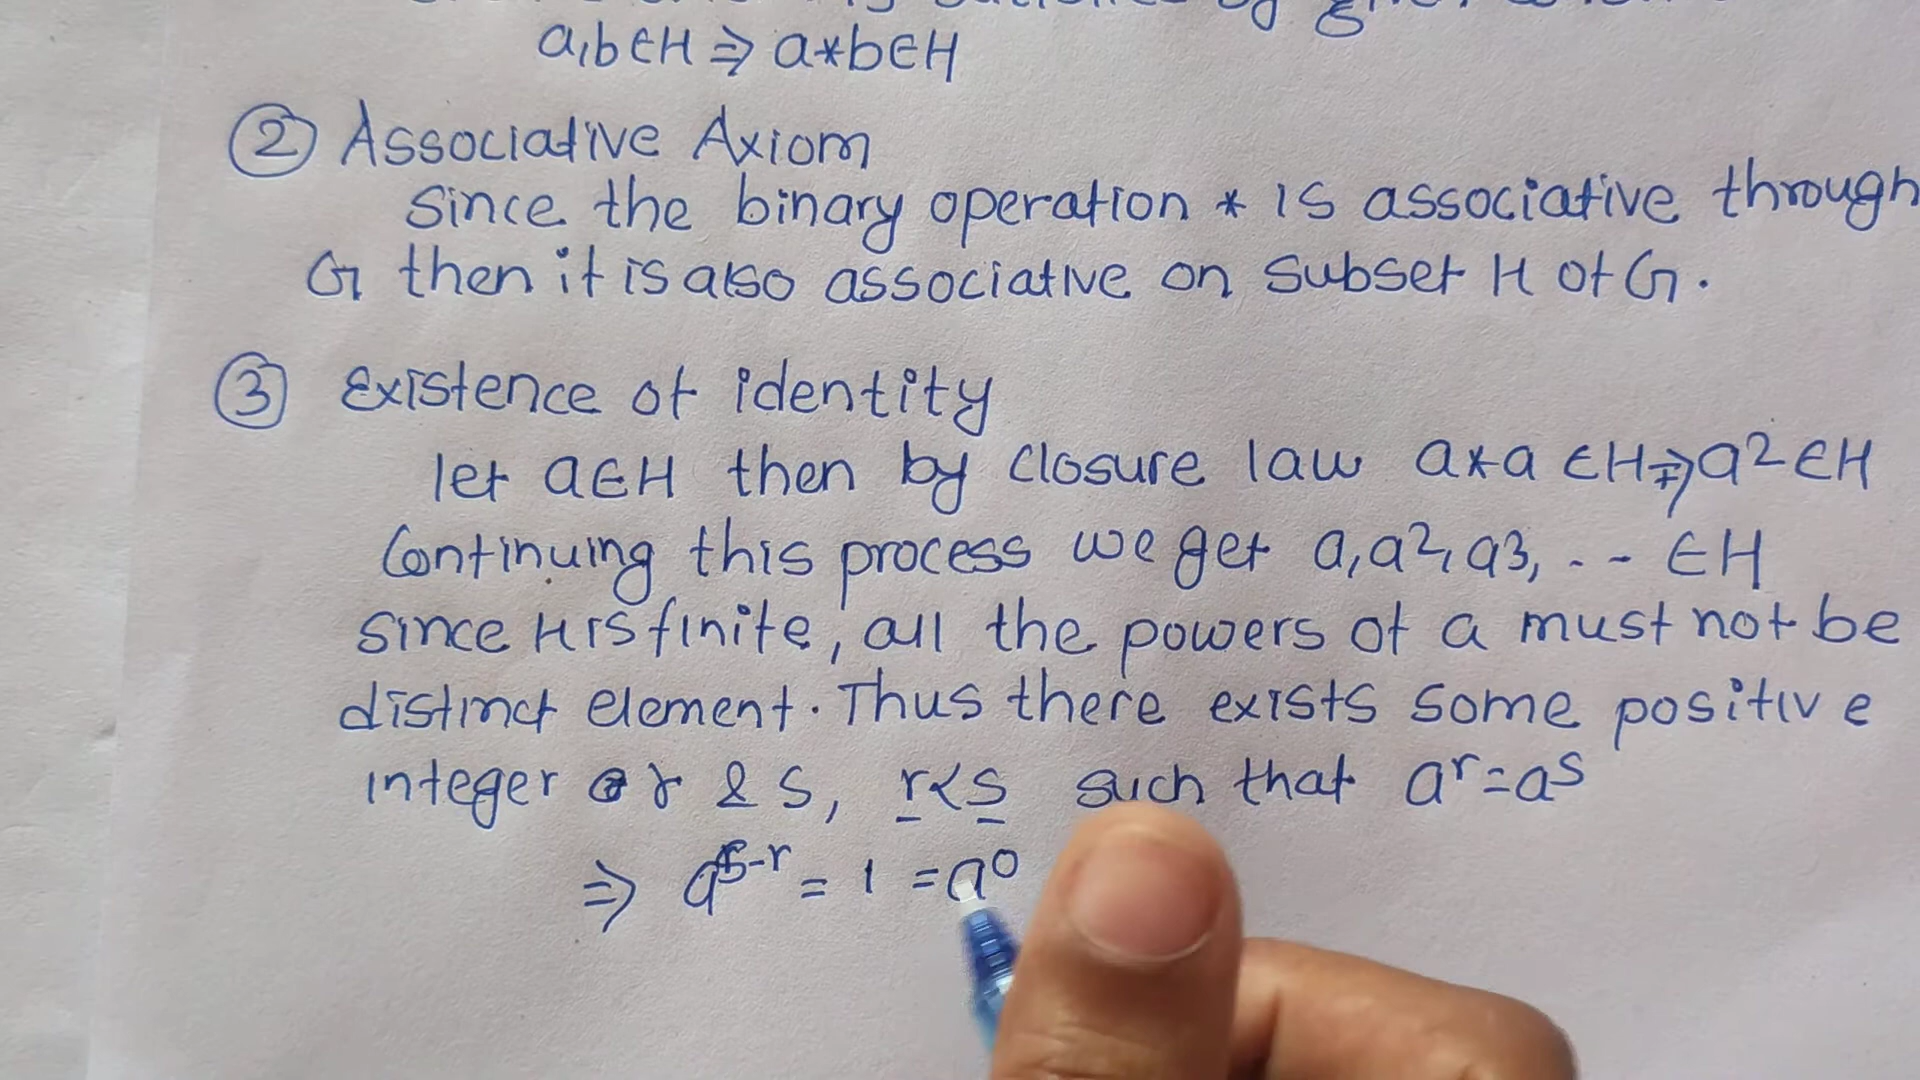 a,b∈H ⇒ a*b∈H
② Associative Axiom
Since the binary operation * is associative through
G then it is also associative on subset H of G.
③ Existence of identity
let a∈H then by closure law a*a ∈H ⇒ a² ∈H
Continuing this process we get a, a², a³, . - - ∈H
Since H is finite, all the powers of a must not be
distinct element. Thus there exists some positive
integer r & s, r<s such that aʳ=aˢ
⇒ aˢ⁻ʳ = 1 = a⁰